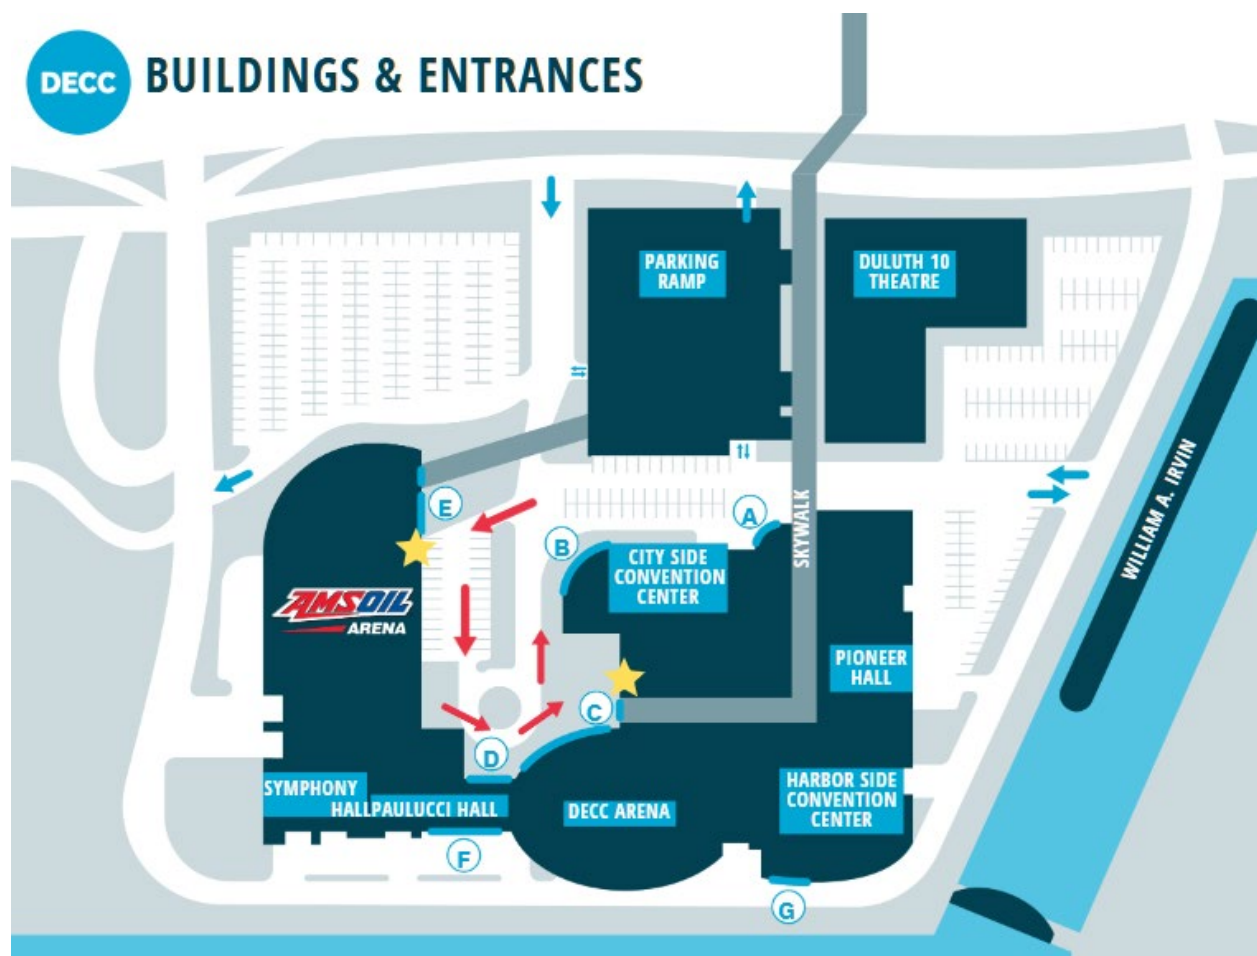 DECC
BUILDINGS & ENTRANCES
PARKING
RAMP
DULUTH 10
THEATRE
E
A
B
SKYWALK
CITY SIDE
CONVENTION
CENTER
WILLIAM A. IRVIN
AMSOIL
ARENA
PIONEER
HALL
C
D
SYMPHONY
HALL
PAULUCCI HALL
DECC ARENA
HARBOR SIDE
CONVENTION
CENTER
F
G